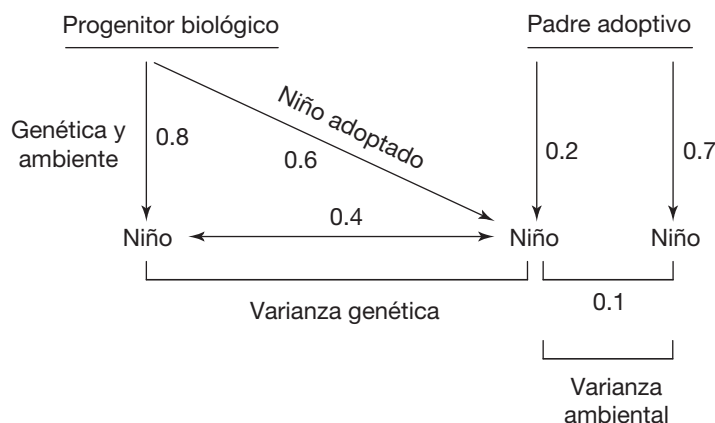 Progenitor biológico
Padre adoptivo
Genética y
ambiente
0.8
Niño adoptado
0.6
0.2
0.7
0.4
Niño
Niño
Niño
Varianza genética
0.1
Varianza
ambiental